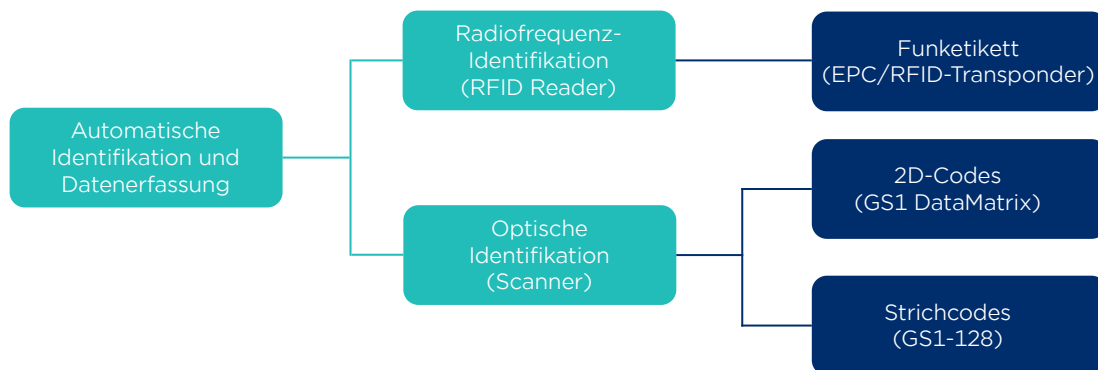 Automatische
Identifikation und
Datenerfassung
Radiofrequenz-
Identifikation
(RFID Reader)
Funketikett
(EPC/RFID-Transponder)
Optische
Identifikation
(Scanner)
2D-Codes
(GS1 DataMatrix)
Strichcodes
(GS1-128)